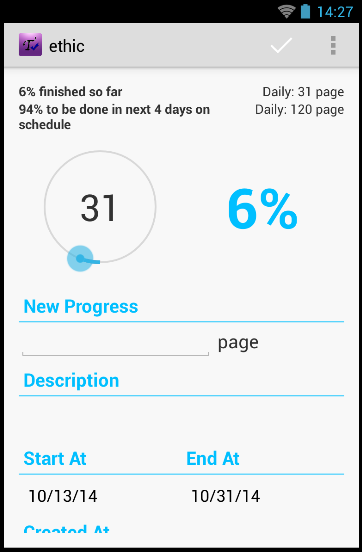 14:27
ethic
6% finished so far
Daily: 31 page
94% to be done in next 4 days on
schedule
Daily: 120 page
31
6%
New Progress
page
Description
Start At
End At
10/13/14
10/31/14
Created At